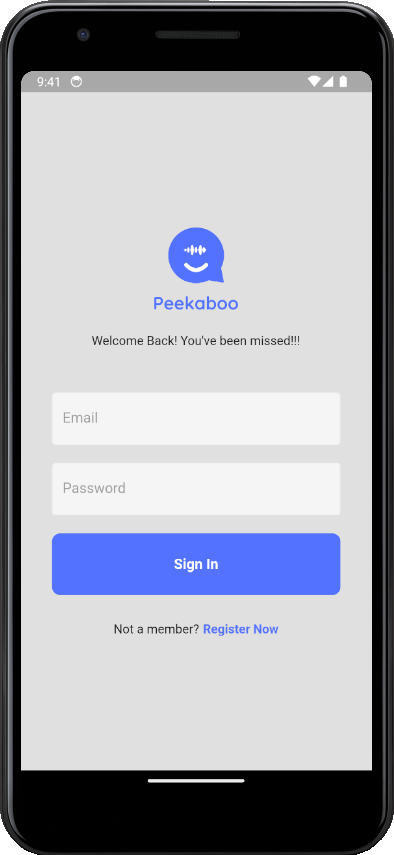 9:41
Peekaboo
Welcome Back! You've been missed!!!
Email
Password
Sign In
Not a member? Register Now